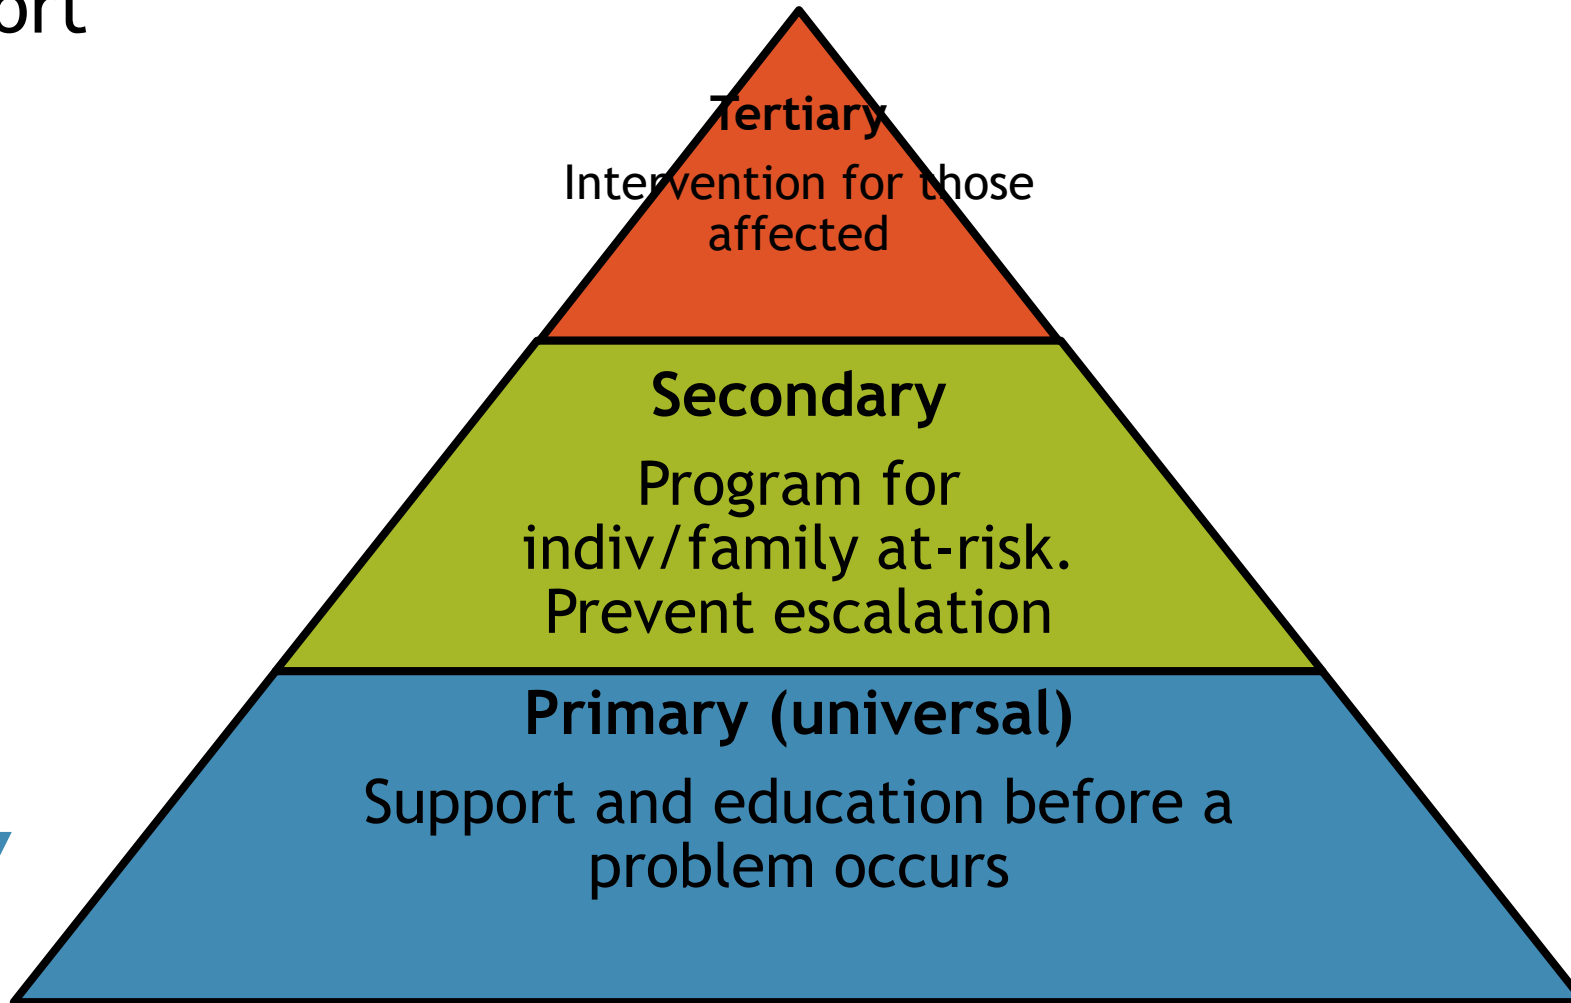 ort
Tertiary
Intervention for those
affected
Secondary
Program for
indiv/family at-risk.
Prevent escalation
Primary (universal)
Support and education before a
problem occurs